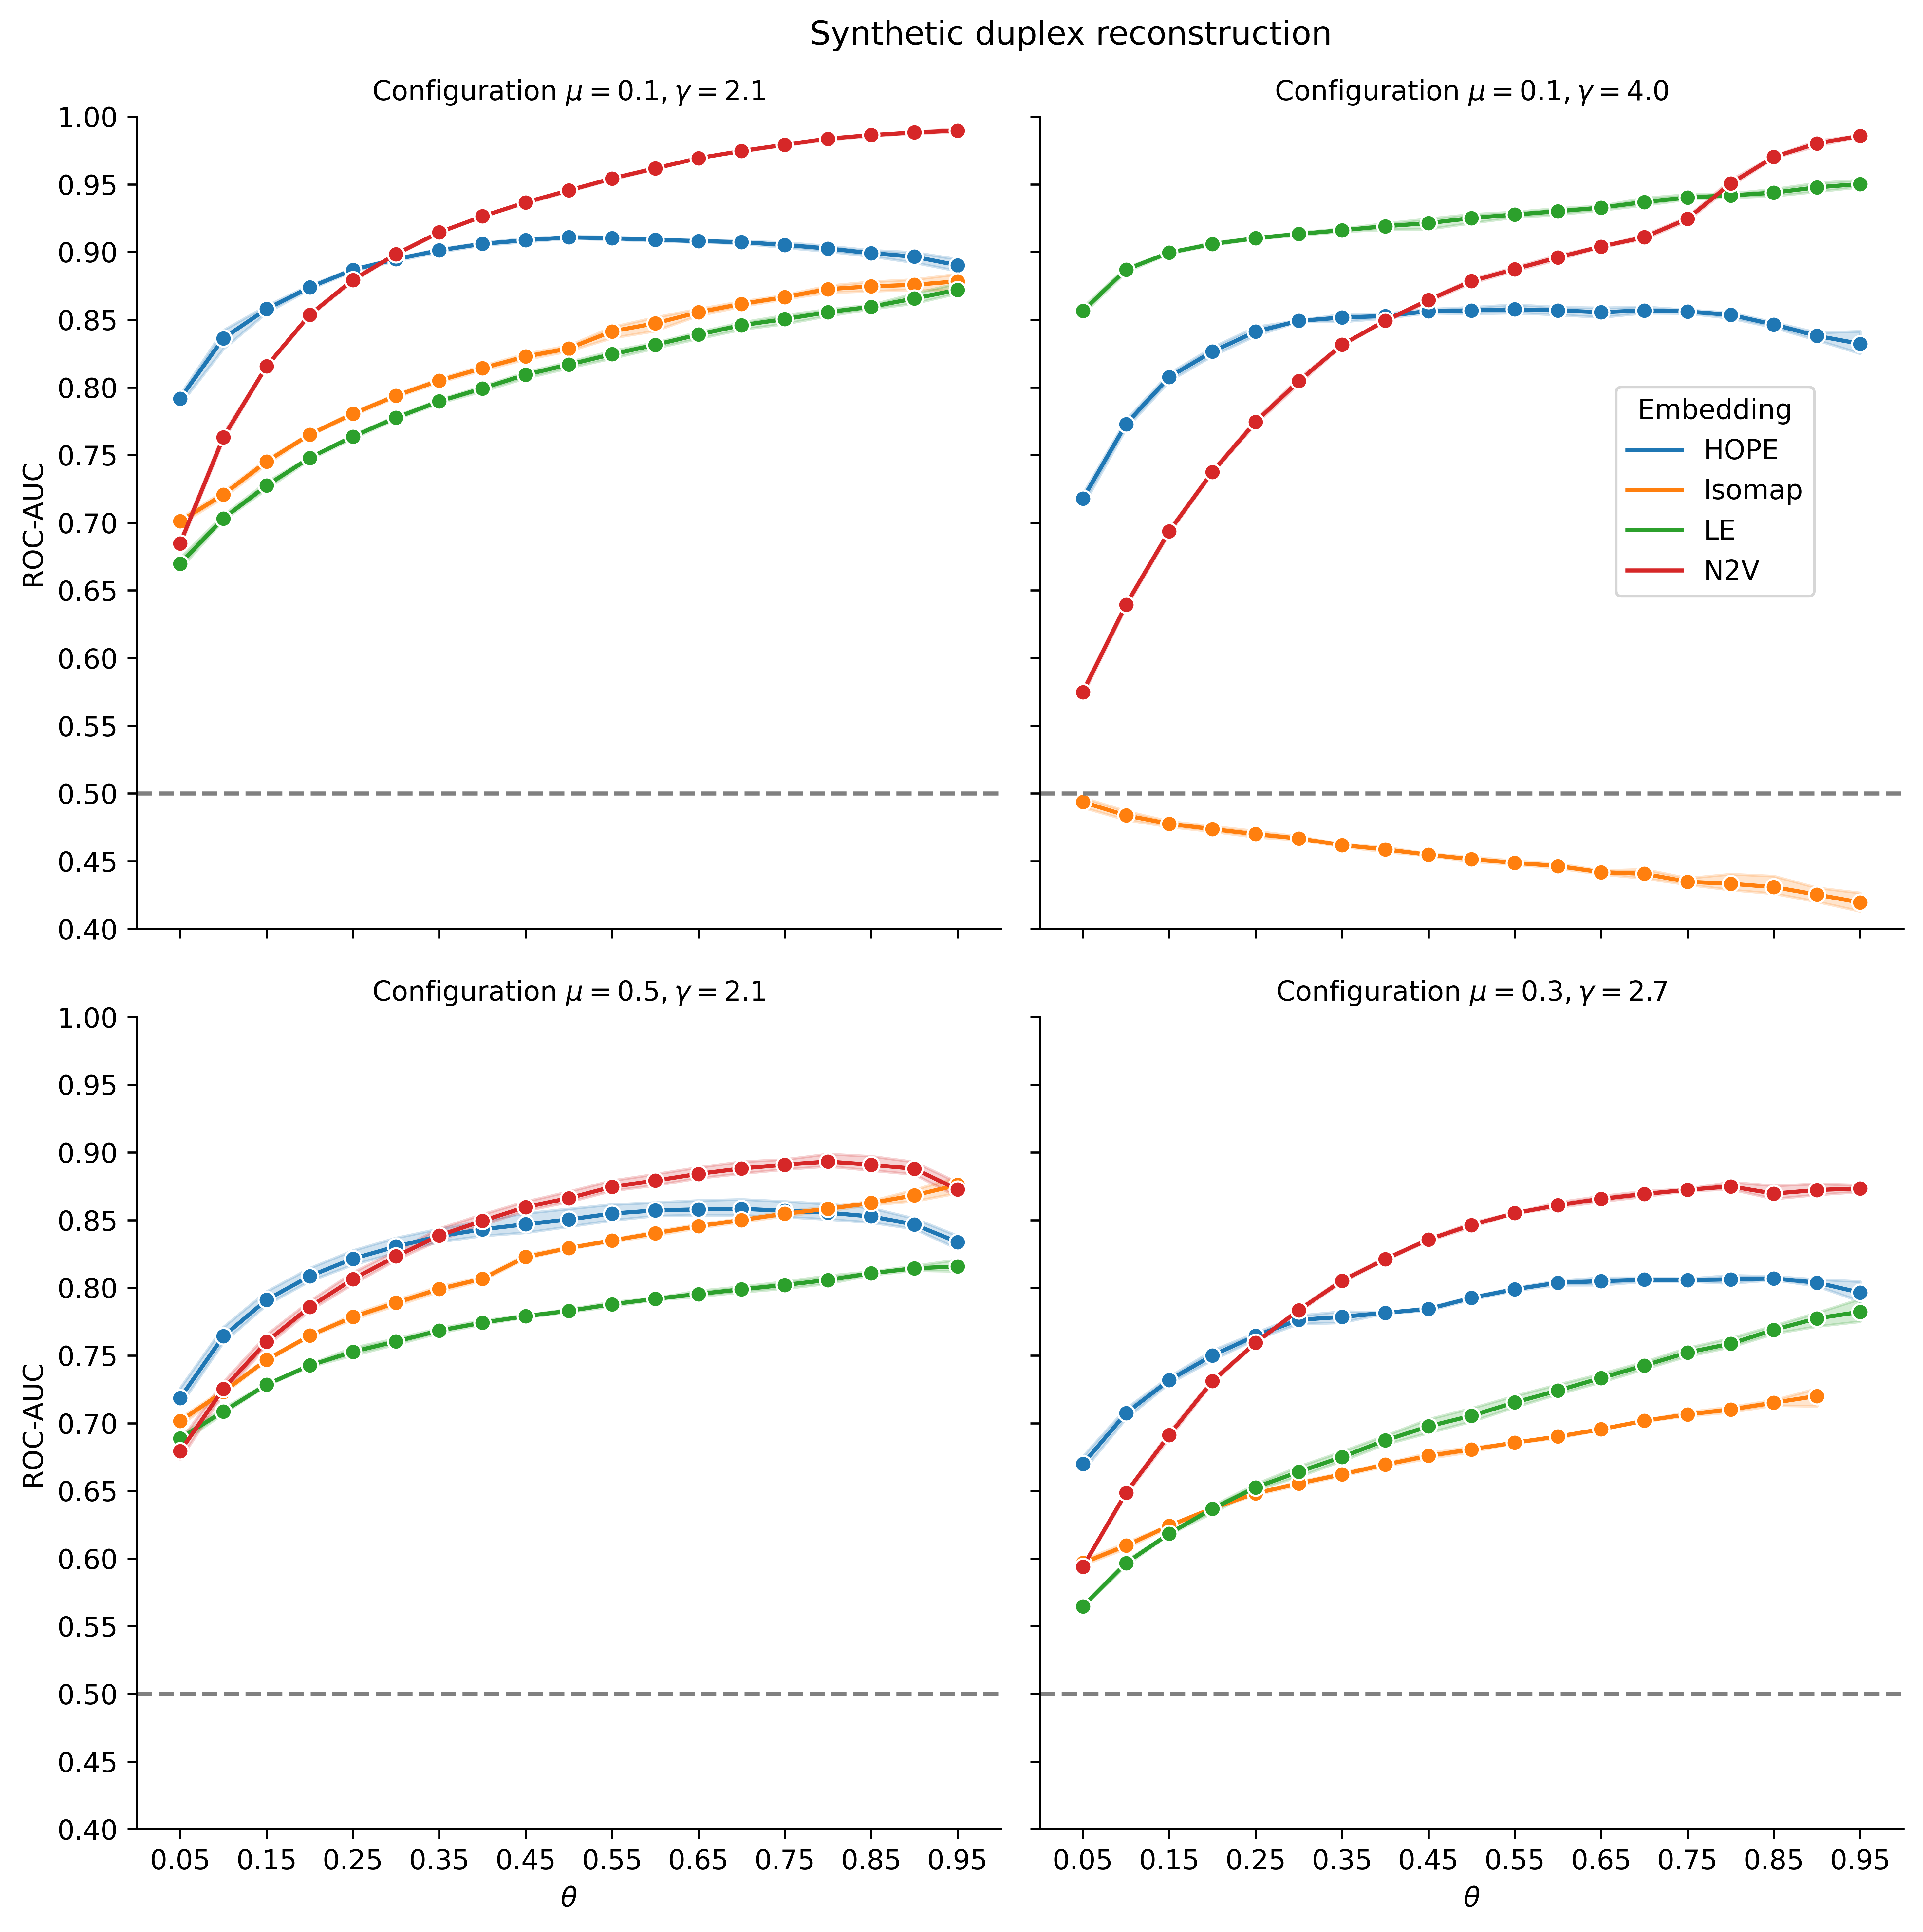 Synthetic duplex reconstruction
Configuration μ = 0.1, γ = 2.1
Configuration μ = 0.1, γ = 4.0
1.00
0.95
0.90
0.85
0.80
0.75
0.70
0.65
0.60
0.55
0.50
0.45
0.40
ROC-AUC
Embedding
HOPE
Isomap
LE
N2V
Configuration μ = 0.5, γ = 2.1
Configuration μ = 0.3, γ = 2.7
1.00
0.95
0.90
0.85
0.80
0.75
0.70
0.65
0.60
0.55
0.50
0.45
0.40
ROC-AUC
0.05 0.15 0.25 0.35 0.45 0.55 0.65 0.75 0.85 0.95
θ
0.05 0.15 0.25 0.35 0.45 0.55 0.65 0.75 0.85 0.95
θ